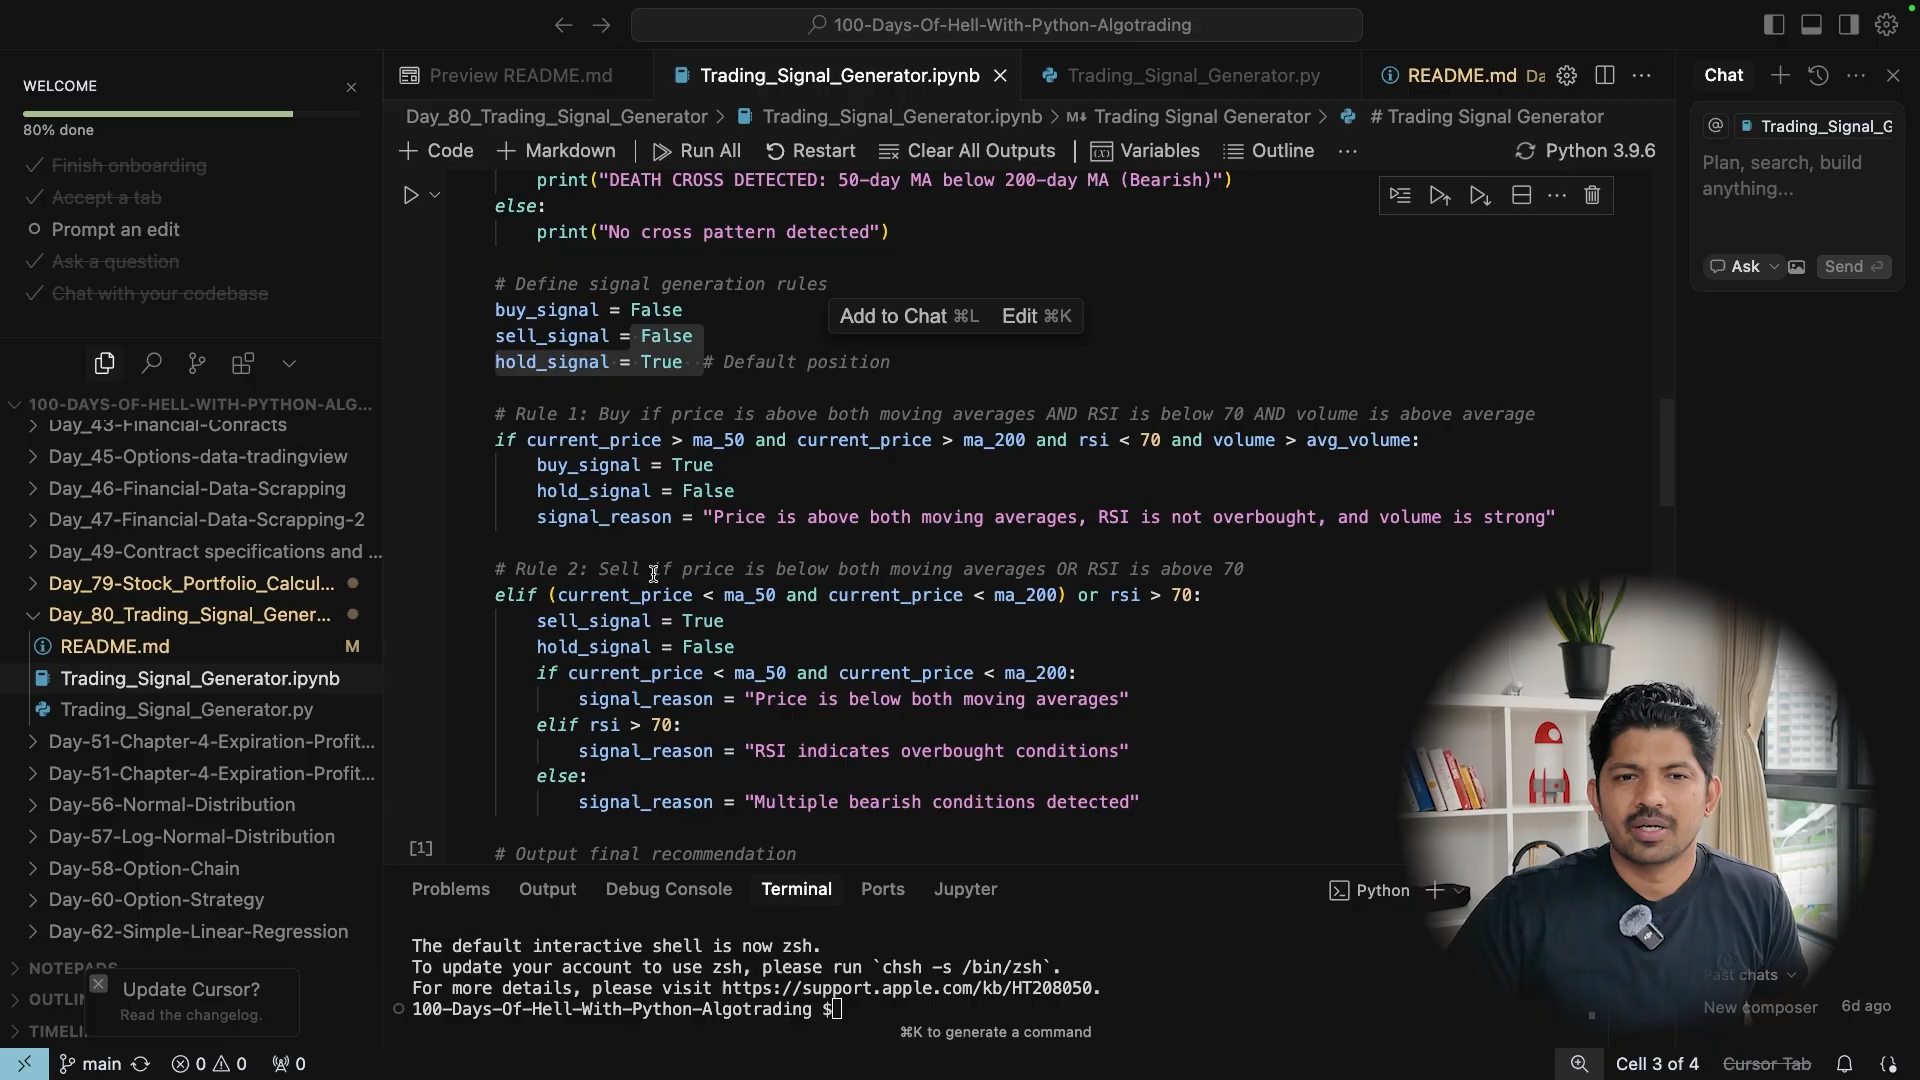 100-Days-Of-Hell-With-Python-Algotrading
WELCOME
80% done
Finish onboarding
Accept a tab
Prompt an edit
Ask a question
Chat with your codebase
100-DAYS-OF-HELL-WITH-PYTHON-ALG...
Day_43-Financial-Conracts
Day_45-Options-data-tradingview
Day_46-Financial-Data-Scrapping
Day_47-Financial-Data-Scrapping-2
Day_49-Contract specifications and ...
Day_79-Stock_Portfolio_Calcul...
Day_80_Trading_Signal_Gener...
README.md M
Trading_Signal_Generator.ipynb
Trading_Signal_Generator.py
Day-51-Chapter-4-Expiration-Profit...
Day-51-Chapter-4-Expiration-Profit...
Day-56-Normal-Distribution
Day-57-Log-Normal-Distribution
Day-58-Option-Chain
Day-60-Option-Strategy
Day-62-Simple-Linear-Regression
NOTEPADS
OUTLIN
TIMELI
Update Cursor?
Read the changelog.
Preview README.md Trading_Signal_Generator.ipynb Trading_Signal_Generator.py README.md Da
Day_80_Trading_Signal_Generator > Trading_Signal_Generator.ipynb > M↓ Trading Signal Generator > # Trading Signal Generator
Code Markdown Run All Restart Clear All Outputs Variables Outline ... Python 3.9.6
print("DEATH CROSS DETECTED: 50-day MA below 200-day MA (Bearish)")
else:
print("No cross pattern detected")
# Define signal generation rules
buy_signal = False
Add to Chat ⌘L Edit ⌘K
sell_signal = False
hold_signal = True # Default position
# Rule 1: Buy if price is above both moving averages AND RSI is below 70 AND volume is above average
if current_price > ma_50 and current_price > ma_200 and rsi < 70 and volume > avg_volume:
buy_signal = True
hold_signal = False
signal_reason = "Price is above both moving averages, RSI is not overbought, and volume is strong"
# Rule 2: Sell if price is below both moving averages OR RSI is above 70
elif (current_price < ma_50 and current_price < ma_200) or rsi > 70:
sell_signal = True
hold_signal = False
if current_price < ma_50 and current_price < ma_200:
signal_reason = "Price is below both moving averages"
elif rsi > 70:
signal_reason = "RSI indicates overbought conditions"
else:
signal_reason = "Multiple bearish conditions detected"
[1]
# Output final recommendation
Problems Output Debug Console Terminal Ports Jupyter Python
The default interactive shell is now zsh.
To update your account to use zsh, please run `chsh -s /bin/zsh`.
For more details, please visit https://support.apple.com/kb/HT208050.
100-Days-Of-Hell-With-Python-Algotrading $
⌘K to generate a command
Chat
@ Trading_Signal_G
Plan, search, build
anything...
Ask Send
Past chats
New composer 6d ago
main 0 0 0 Cell 3 of 4 Cursor Tab